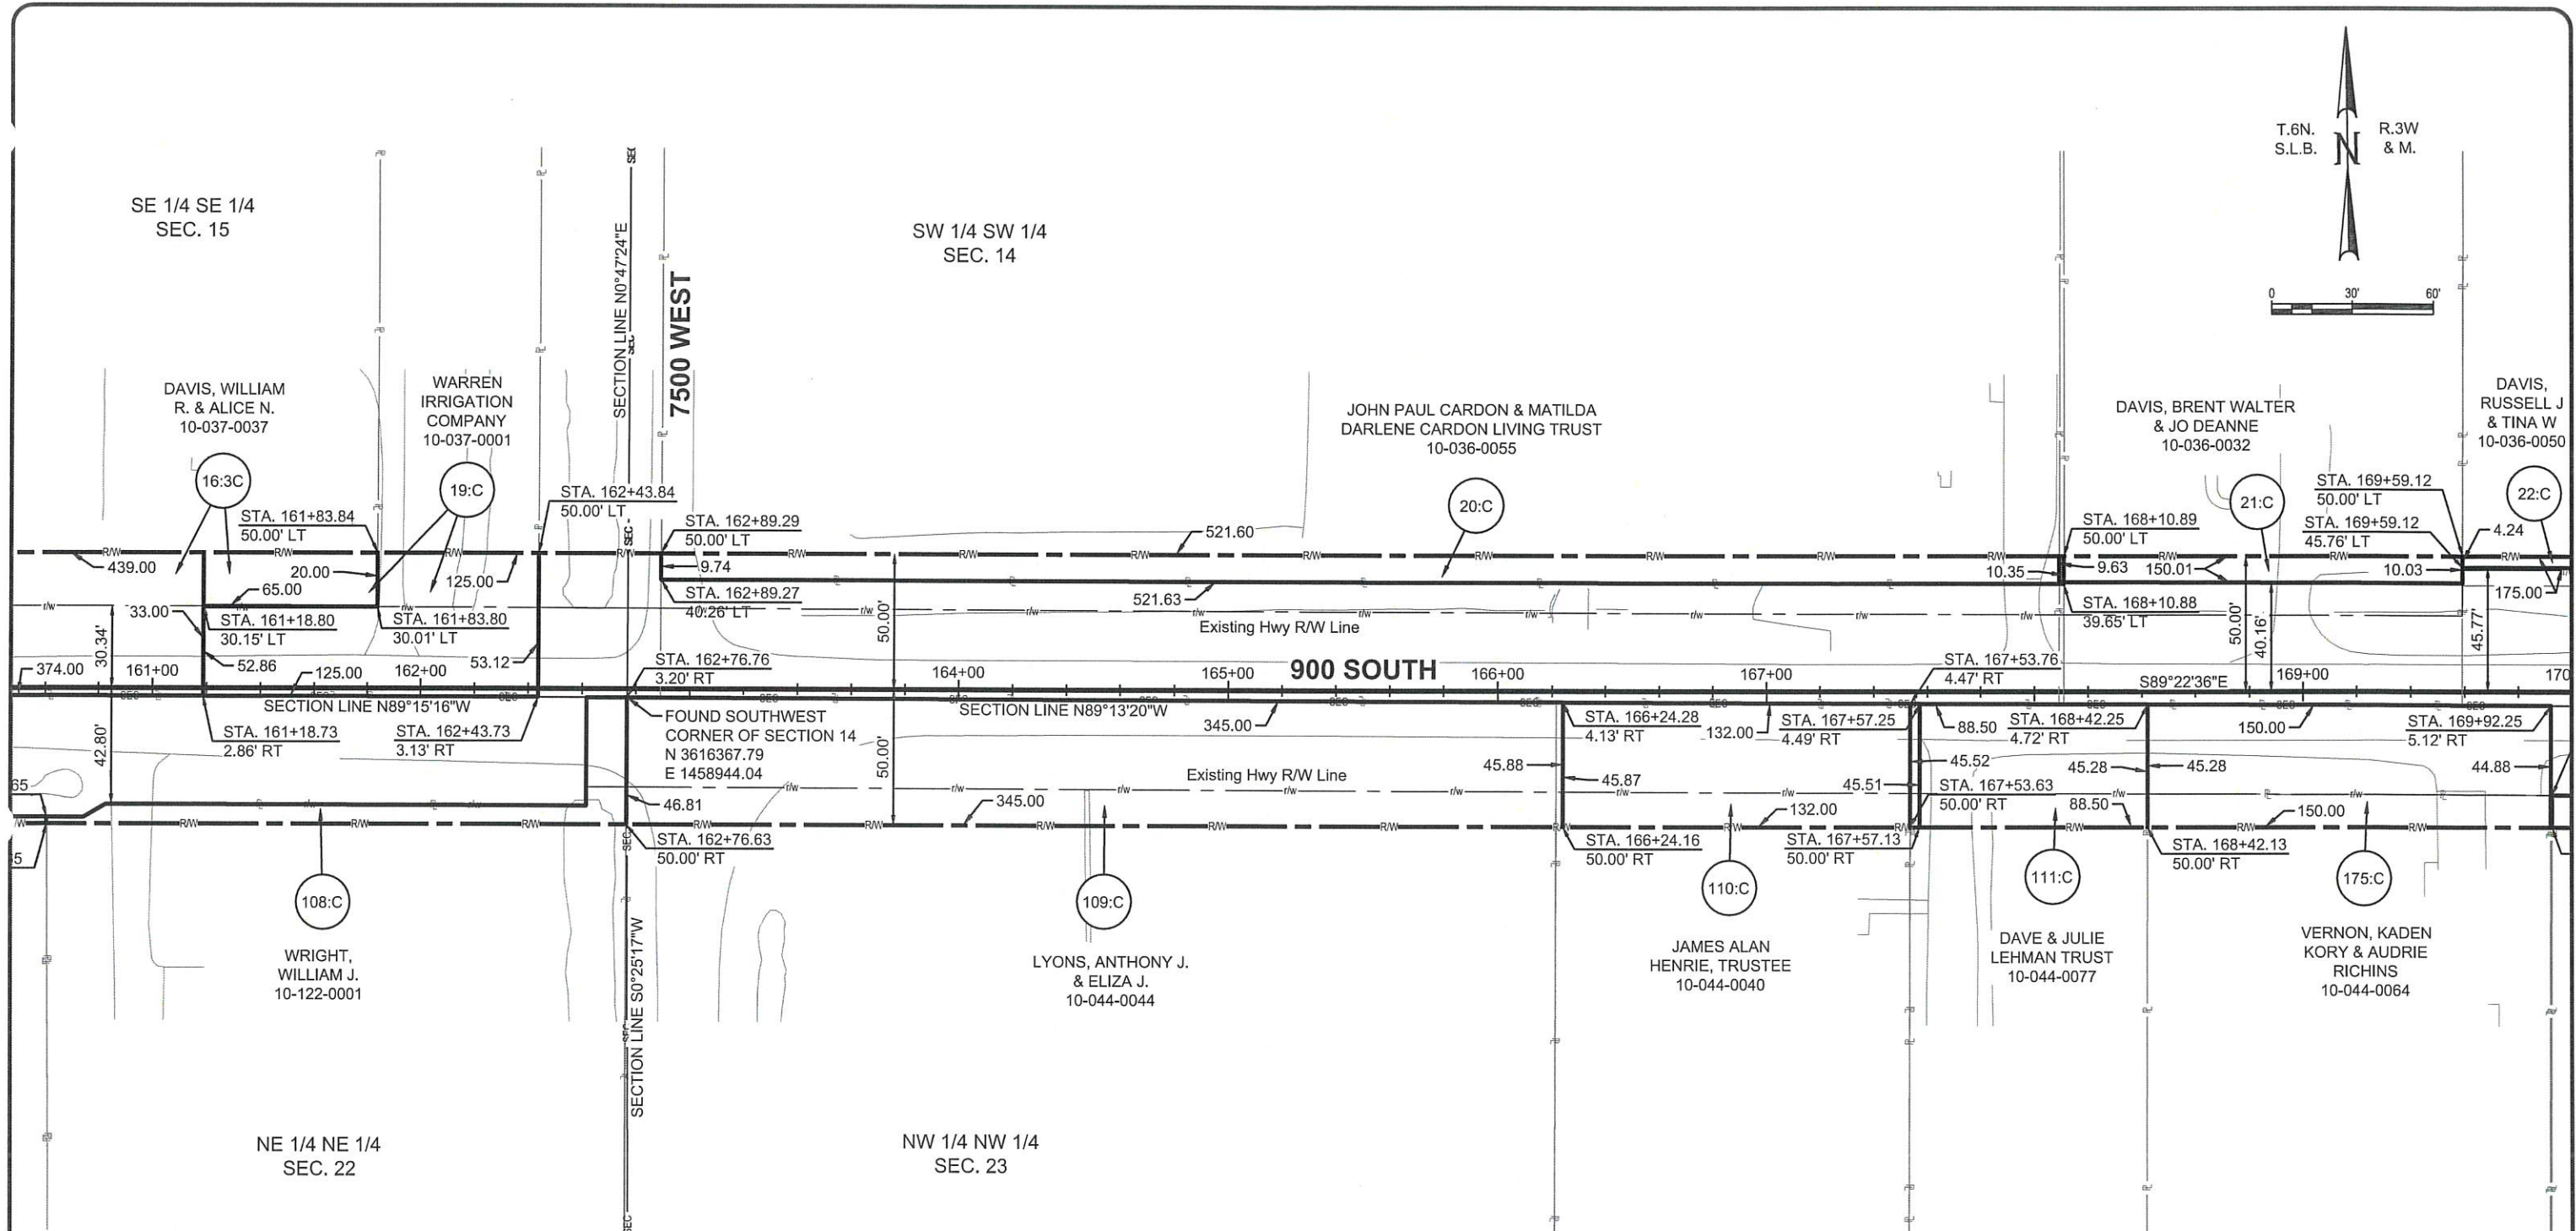 T.6N. R.3W
S.L.B. N & M.
0 30' 60'
SE 1/4 SE 1/4
SEC. 15
SW 1/4 SW 1/4
SEC. 14
SECTION LINE N0°47'24"E
7500 WEST
DAVIS, WILLIAM
R. & ALICE N.
10-037-0037
16:3C
WARREN
IRRIGATION
COMPANY
10-037-0001
19:C
JOHN PAUL CARDON & MATILDA
DARLENE CARDON LIVING TRUST
10-036-0055
20:C
DAVIS, BRENT WALTER
& JO DEANNE
10-036-0032
21:C
DAVIS,
RUSSELL J
& TINA W
10-036-0050
22:C
STA. 161+83.84
50.00' LT
STA. 162+43.84
50.00' LT
STA. 162+89.29
50.00' LT
521.60
STA. 168+10.89
50.00' LT
STA. 169+59.12
50.00' LT
STA. 169+59.12
45.76' LT
4.24
439.00
20.00
65.00
125.00
9.74
10.35
9.63
150.01
10.03
175.00
33.00
STA. 161+18.80
30.15' LT
STA. 161+83.80
30.01' LT
STA. 162+89.27
40.26' LT
521.63
STA. 168+10.88
39.65' LT
Existing Hwy R/W Line
30.34'
50.00'
50.00'
40.16'
45.77'
374.00
161+00
52.86
125.00
162+00
53.12
STA. 162+76.76
3.20' RT
164+00
165+00
900 SOUTH
166+00
167+00
STA. 167+53.76
4.47' RT
S89°22'36"E
169+00
170
SECTION LINE N89°15'16"W
SECTION LINE N89°13'20"W
STA. 161+18.73
2.86' RT
STA. 162+43.73
3.13' RT
FOUND SOUTHWEST
CORNER OF SECTION 14
N 3616367.79
E 1458944.04
345.00
STA. 166+24.28
4.13' RT
132.00
STA. 167+57.25
4.49' RT
88.50
STA. 168+42.25
4.72' RT
150.00
STA. 169+92.25
5.12' RT
42.80'
50.00'
Existing Hwy R/W Line
45.88
45.87
45.52
45.51
45.28
45.28
44.88
65
46.81
345.00
132.00
STA. 167+53.63
50.00' RT
88.50
150.00
STA. 162+76.63
50.00' RT
STA. 166+24.16
50.00' RT
STA. 167+57.13
50.00' RT
STA. 168+42.13
50.00' RT
108:C
WRIGHT,
WILLIAM J.
10-122-0001
109:C
LYONS, ANTHONY J.
& ELIZA J.
10-044-0044
110:C
JAMES ALAN
HENRIE, TRUSTEE
10-044-0040
111:C
DAVE & JULIE
LEHMAN TRUST
10-044-0077
175:C
VERNON, KADEN
KORY & AUDRIE
RICHINS
10-044-0064
SECTION LINE S0°25'17"W
NE 1/4 NE 1/4
SEC. 22
NW 1/4 NW 1/4
SEC. 23